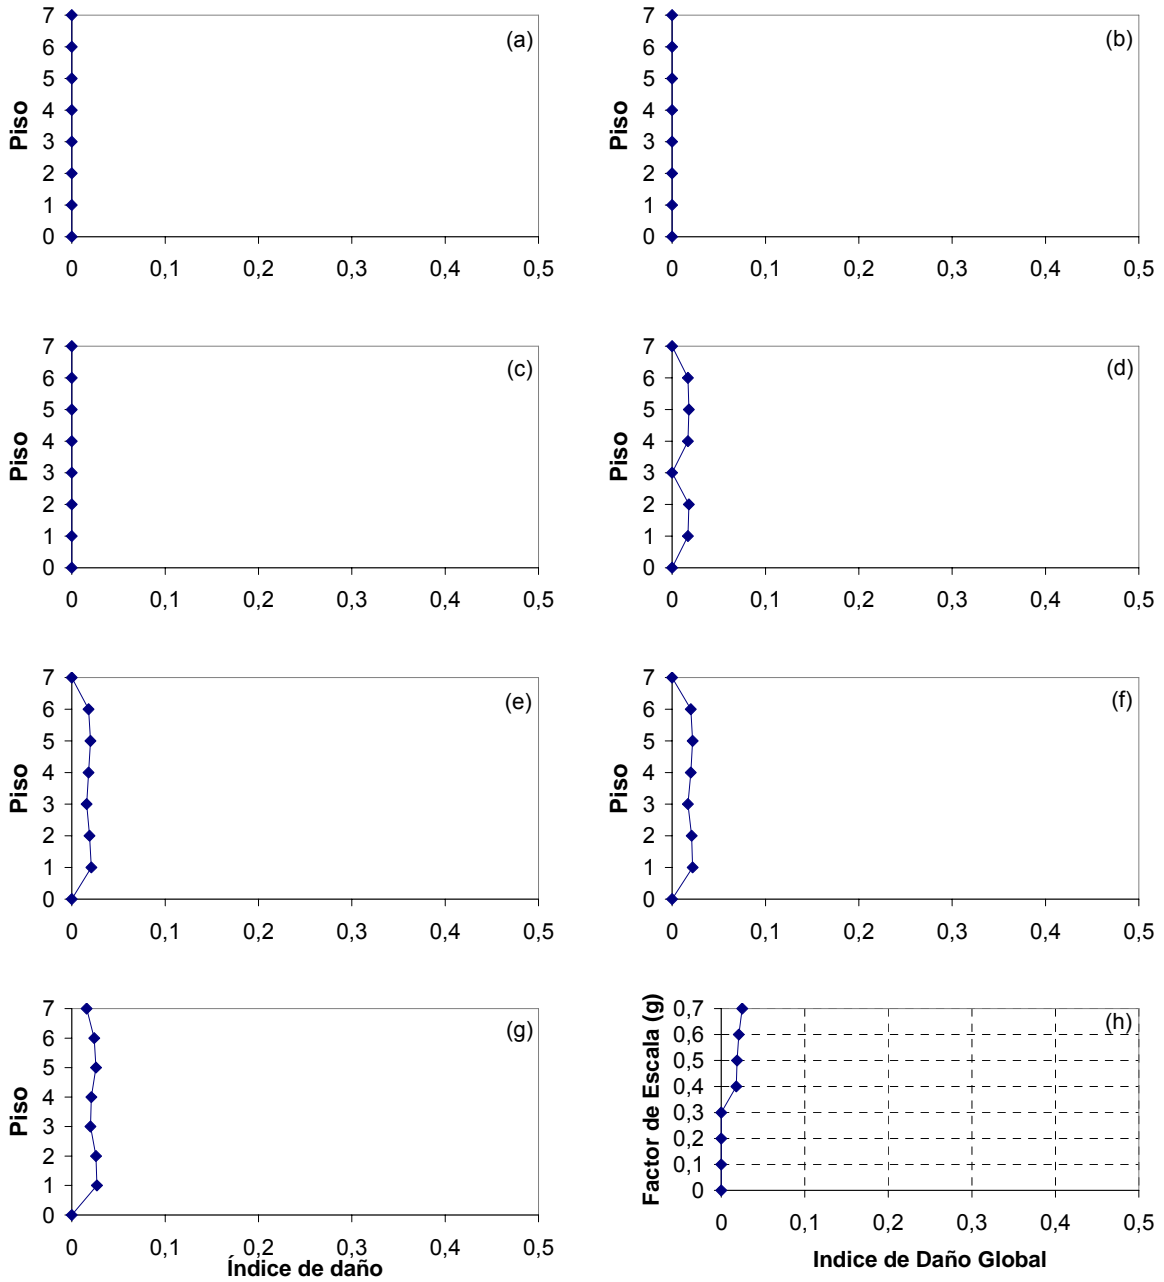 (a)
Piso
7
6
5
4
3
2
1
0
0 0,1 0,2 0,3 0,4 0,5
(b)
Piso
7
6
5
4
3
2
1
0
0 0,1 0,2 0,3 0,4 0,5
(c)
Piso
7
6
5
4
3
2
1
0
0 0,1 0,2 0,3 0,4 0,5
(d)
Piso
7
6
5
4
3
2
1
0
0 0,1 0,2 0,3 0,4 0,5
(e)
Piso
7
6
5
4
3
2
1
0
0 0,1 0,2 0,3 0,4 0,5
(f)
Piso
7
6
5
4
3
2
1
0
0 0,1 0,2 0,3 0,4 0,5
(g)
Piso
7
6
5
4
3
2
1
0
0 0,1 0,2 0,3 0,4 0,5
Índice de daño
(h)
Factor de Escala (g)
0,7
0,6
0,5
0,4
0,3
0,2
0,1
0
0 0,1 0,2 0,3 0,4 0,5
Indice de Daño Global